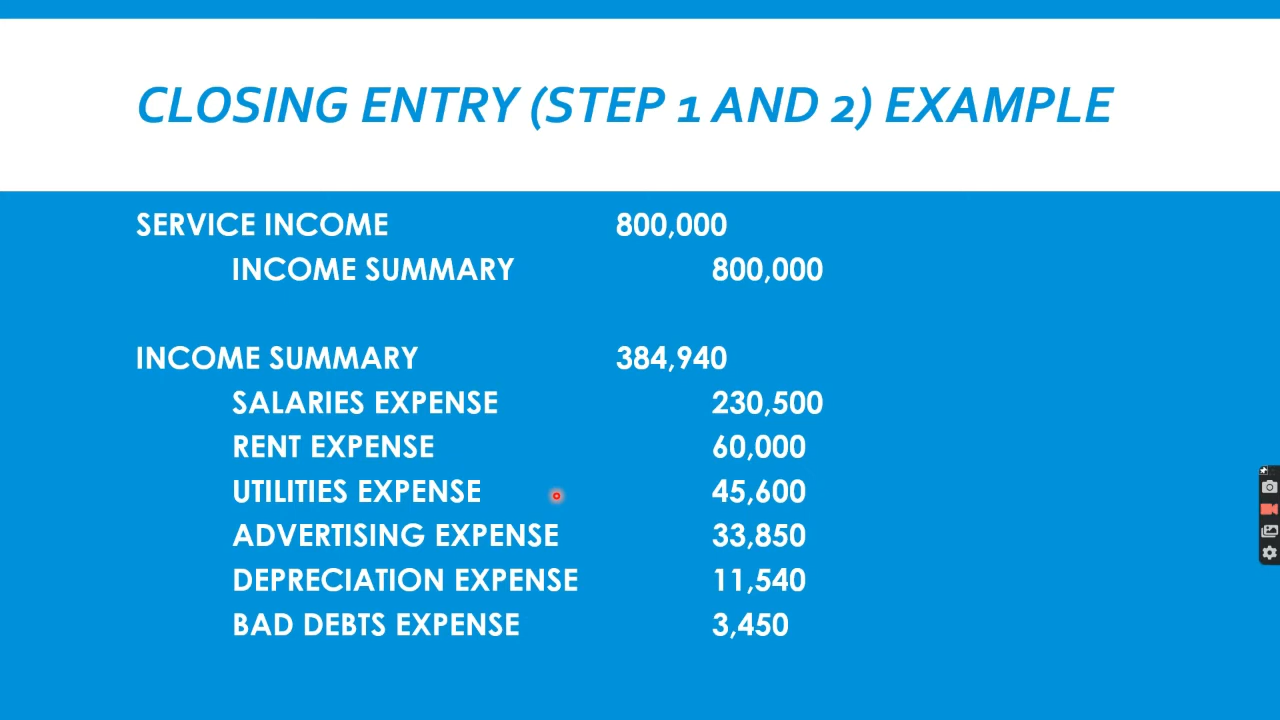 CLOSING ENTRY (STEP 1 AND 2) EXAMPLE
SERVICE INCOME 800,000
INCOME SUMMARY 800,000
INCOME SUMMARY 384,940
SALARIES EXPENSE 230,500
RENT EXPENSE 60,000
UTILITIES EXPENSE 45,600
ADVERTISING EXPENSE 33,850
DEPRECIATION EXPENSE 11,540
BAD DEBTS EXPENSE 3,450